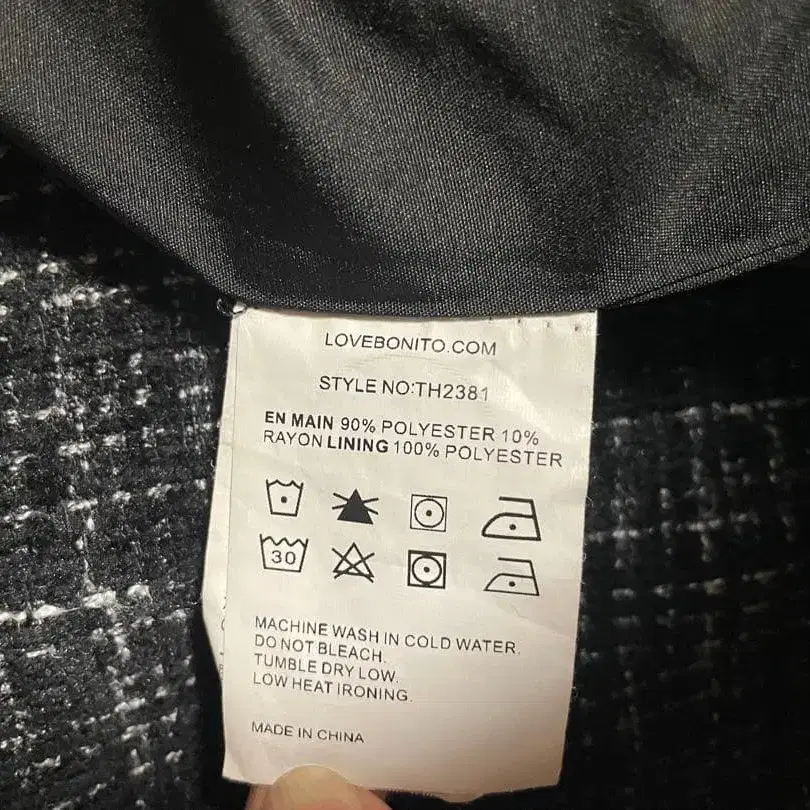 LOVEBONITO.COM
STYLE NO:TH2381
EN MAIN 90% POLYESTER 10%
RAYON LINING 100% POLYESTER
30
MACHINE WASH IN COLD WATER.
DO NOT BLEACH.
TUMBLE DRY LOW.
LOW HEAT IRONING.
MADE IN CHINA